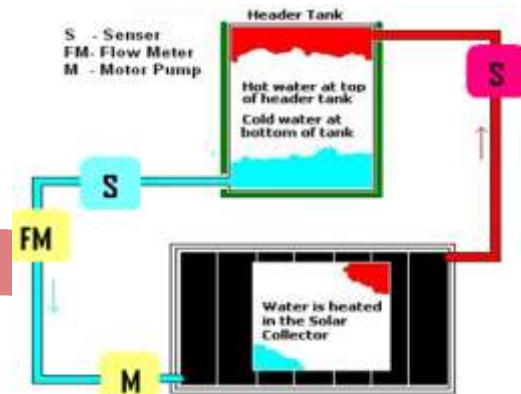 Header Tank
S - Senser
FM- Flow Meter
M - Motor Pump
Hot water at top
of header tank
Cold water at
bottom of tank
S
S
FM
Water is heated
in the Solar
Collector
M